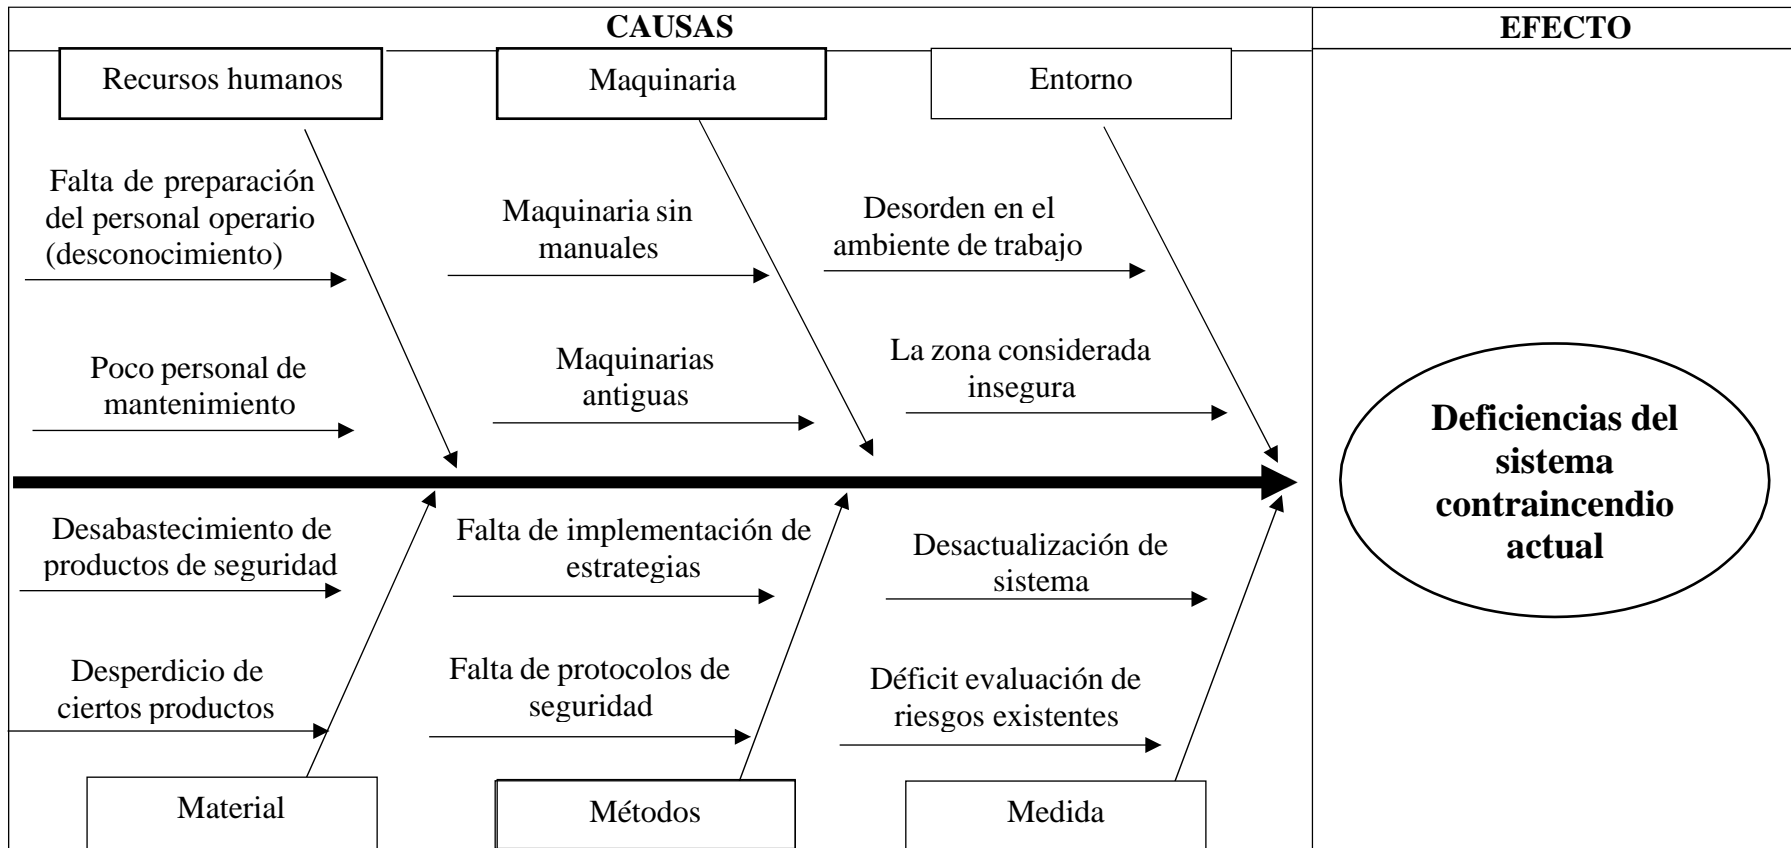 CAUSAS
EFECTO
Recursos humanos
Maquinaria
Entorno
Falta de preparación
del personal operario
(desconocimiento)
Maquinaria sin
manuales
Desorden en el
ambiente de trabajo
Poco personal de
mantenimiento
Maquinarias
antiguas
La zona considerada
insegura
Deficiencias del
sistema
contraincendio
actual
Desabastecimiento de
productos de seguridad
Falta de implementación de
estrategias
Desactualización de
sistema
Desperdicio de
ciertos productos
Falta de protocolos de
seguridad
Déficit evaluación de
riesgos existentes
Material
Métodos
Medida